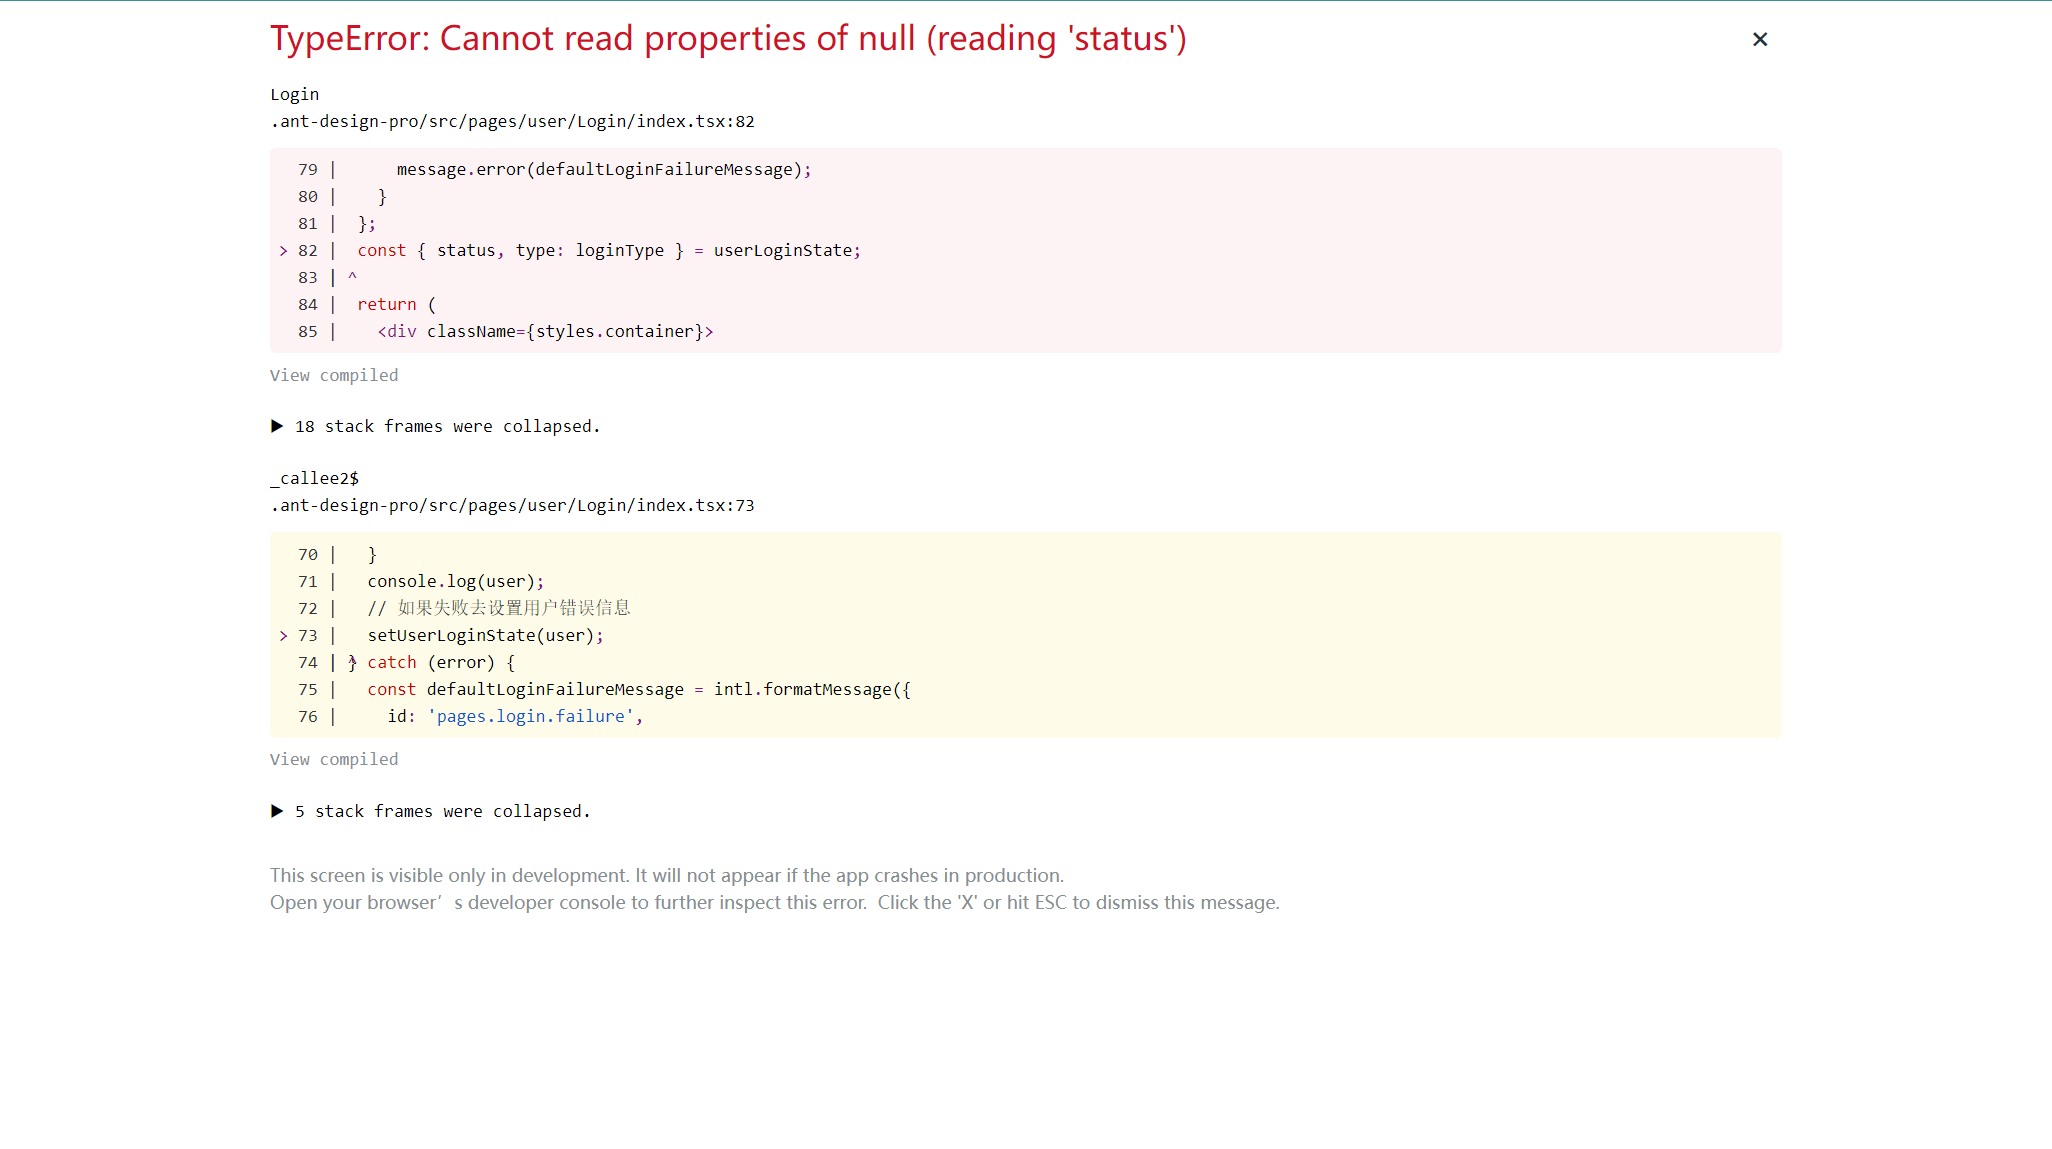 TypeError: Cannot read properties of null (reading 'status')
×
Login
.ant-design-pro/src/pages/user/Login/index.tsx:82
79 |       message.error(defaultLoginFailureMessage);
80 |     }
81 |   };
> 82 |   const { status, type: loginType } = userLoginState;
83 | ^
84 |   return (
85 |     <div className={styles.container}>
View compiled
▶ 18 stack frames were collapsed.
_callee2$
.ant-design-pro/src/pages/user/Login/index.tsx:73
70 |    }
71 |    console.log(user);
72 |    // 如果失败去设置用户错误信息
> 73 |    setUserLoginState(user);
74 | ^} catch (error) {
75 |    const defaultLoginFailureMessage = intl.formatMessage({
76 |      id: 'pages.login.failure',
View compiled
▶ 5 stack frames were collapsed.
This screen is visible only in development. It will not appear if the app crashes in production.
Open your browser’s developer console to further inspect this error.  Click the 'X' or hit ESC to dismiss this message.